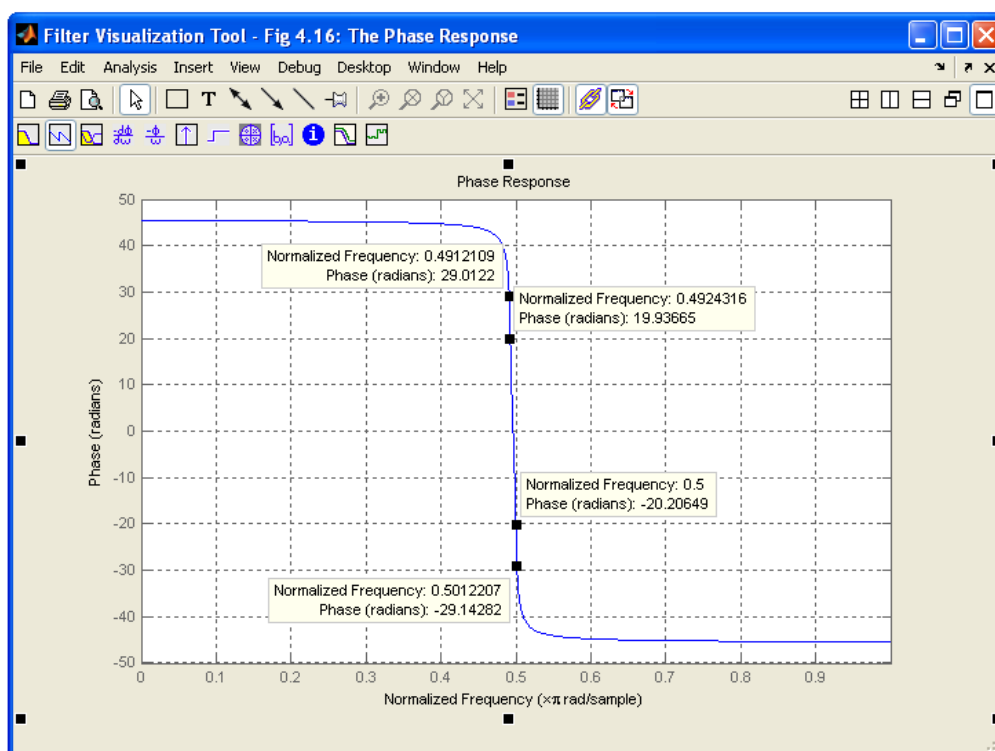 Filter Visualization Tool - Fig 4.16: The Phase Response
File Edit Analysis Insert View Debug Desktop Window Help
T
Phase Response
50
40
30
20
10
0
-10
-20
-30
-40
-50
Phase (radians)
Normalized Frequency: 0.4912109
Phase (radians): 29.0122
Normalized Frequency: 0.4924316
Phase (radians): 19.93665
Normalized Frequency: 0.5
Phase (radians): -20.20649
Normalized Frequency: 0.5012207
Phase (radians): -29.14282
0 0.1 0.2 0.3 0.4 0.5 0.6 0.7 0.8 0.9
Normalized Frequency (×π rad/sample)